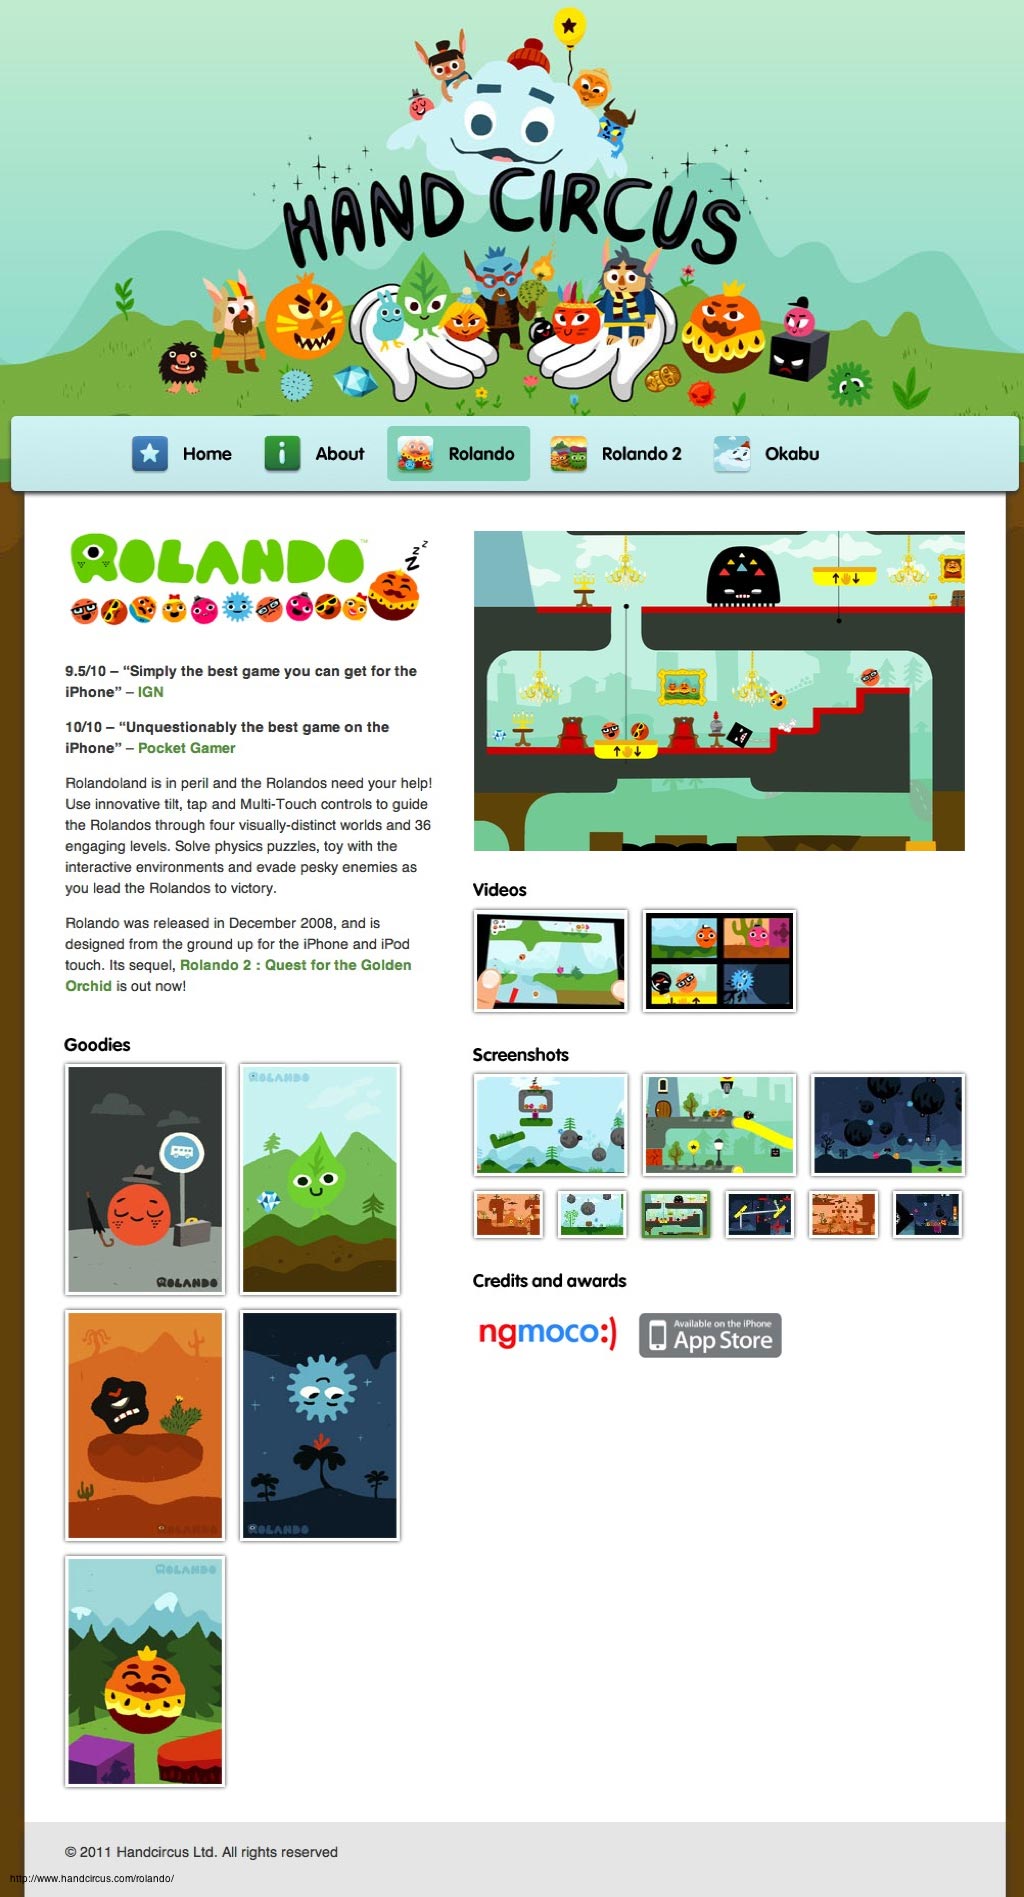 HAND CIRCUS
Home
About
Rolando
Rolando 2
Okabu
ROLANDO™
z z z
9.5/10 – “Simply the best game you can get for the
iPhone” – IGN
10/10 – “Unquestionably the best game on the
iPhone” – Pocket Gamer
Rolandoland is in peril and the Rolandos need your help!
Use innovative tilt, tap and Multi-Touch controls to guide
the Rolandos through four visually-distinct worlds and 36
engaging levels. Solve physics puzzles, toy with the
interactive environments and evade pesky enemies as
you lead the Rolandos to victory.
Rolando was released in December 2008, and is
designed from the ground up for the iPhone and iPod
touch. Its sequel, Rolando 2 : Quest for the Golden
Orchid is out now!
Goodies
ROLANDO
ROLANDO
ROLANDO
ROLANDO
ROLANDO
Videos
Screenshots
Credits and awards
ngmoco:)
Available on the iPhone
App Store
© 2011 Handcircus Ltd. All rights reserved
http://www.handcircus.com/rolando/